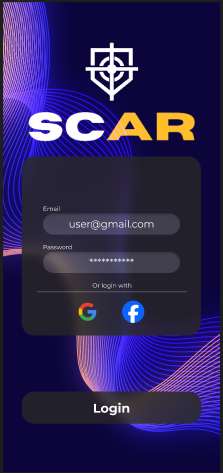 SCAR
Email
user@gmail.com
Password
***********
Or login with
Login